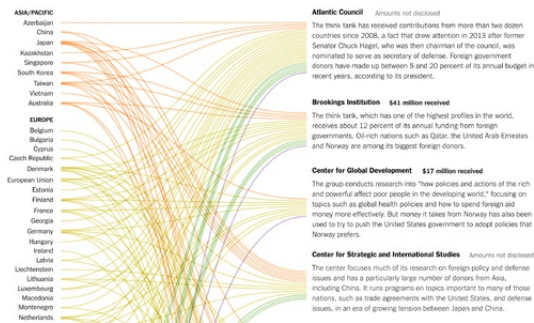 ASIA/PACIFIC
Azerbaijan
China
Japan
Kazakhstan
Singapore
South Korea
Taiwan
Vietnam
Australia
EUROPE
Belgium
Bulgaria
Cyprus
Czech Republic
Denmark
European Union
Estonia
Finland
France
Georgia
Germany
Hungary
Ireland
Latvia
Liechtenstein
Lithuania
Luxembourg
Macedonia
Montenegro
Netherlands
Atlantic Council Amounts not disclosed
The think tank has received contributions from more than two dozen
countries since 2008, a fact that drew attention in 2013 after former
Senator Chuck Hagel, who was then chairman of the council, was
nominated to serve as secretary of defense. Foreign government
donors have made up between 5 and 20 percent of its annual budget in
recent years, according to its president.
Brookings Institution $41 million received
The think tank, which has one of the highest profiles in the world,
receives about 12 percent of its annual funding from foreign
governments. Oil-rich nations such as Qatar, the United Arab Emirates
and Norway are among its biggest foreign donors.
Center for Global Development $17 million received
The group conducts research into "how policies and actions of the rich
and powerful affect poor people in the developing world," focusing on
topics such as global health policies and how to spend foreign aid
money more effectively. But money it takes from Norway has also been
used to try to push the United States government to adopt policies that
Norway prefers.
Center for Strategic and International Studies Amounts not disclosed
The center focuses much of its research on foreign policy and defense
issues and has a particularly large number of donors from Asia,
including China. It runs programs on topics important to many of those
nations, such as trade agreements with the United States, and defense
issues, in an era of growing tension between Japan and China.